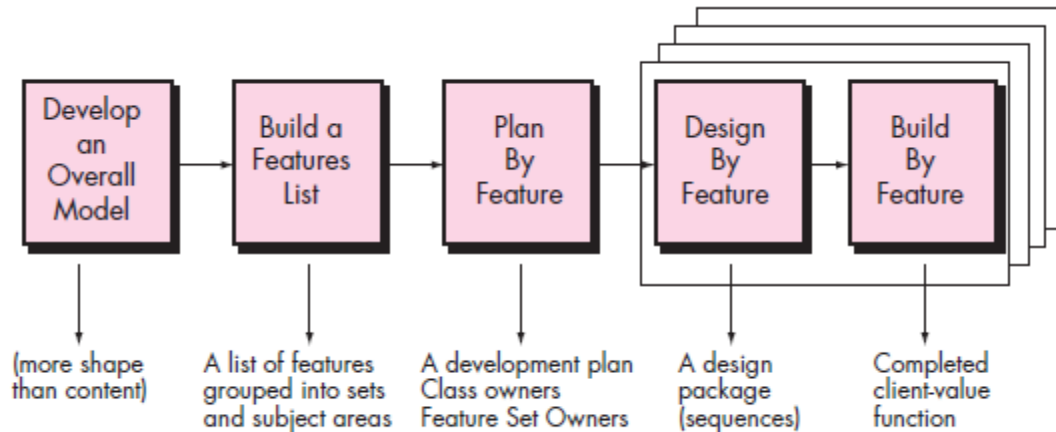 Develop
an
Overall
Model
Build a
Features
List
Plan
By
Feature
Design
By
Feature
Build
By
Feature
(more shape
than content)
A list of features
grouped into sets
and subject areas
A development plan
Class owners
Feature Set Owners
A design
package
(sequences)
Completed
client-value
function